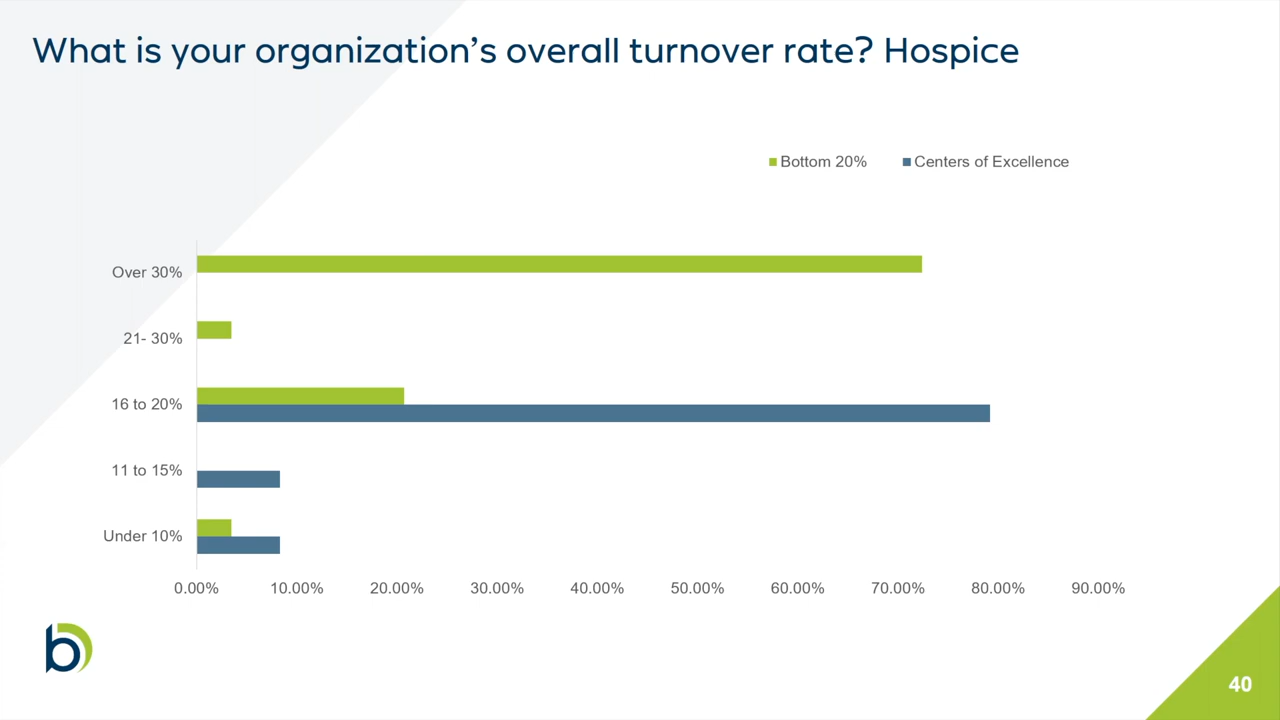 What is your organization’s overall turnover rate? Hospice
Bottom 20% Centers of Excellence
Over 30%
21- 30%
16 to 20%
11 to 15%
Under 10%
0.00% 10.00% 20.00% 30.00% 40.00% 50.00% 60.00% 70.00% 80.00% 90.00%
b
40